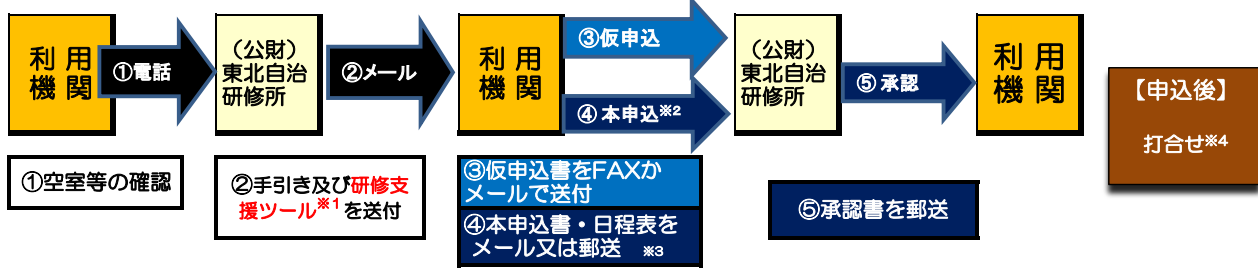 利用
機関
①電話
(公財)
東北自治
研修所
②メール
利用
機関
③仮申込
④本申込※2
(公財)
東北自治
研修所
⑤承認
利用
機関
【申込後】
打合せ※4
①空室等の確認
②手引き及び研修支
援ツール※1を送付
③仮申込書をFAXか
メールで送付
④本申込書・日程表を
メール又は郵送 ※3
⑤承認書を郵送